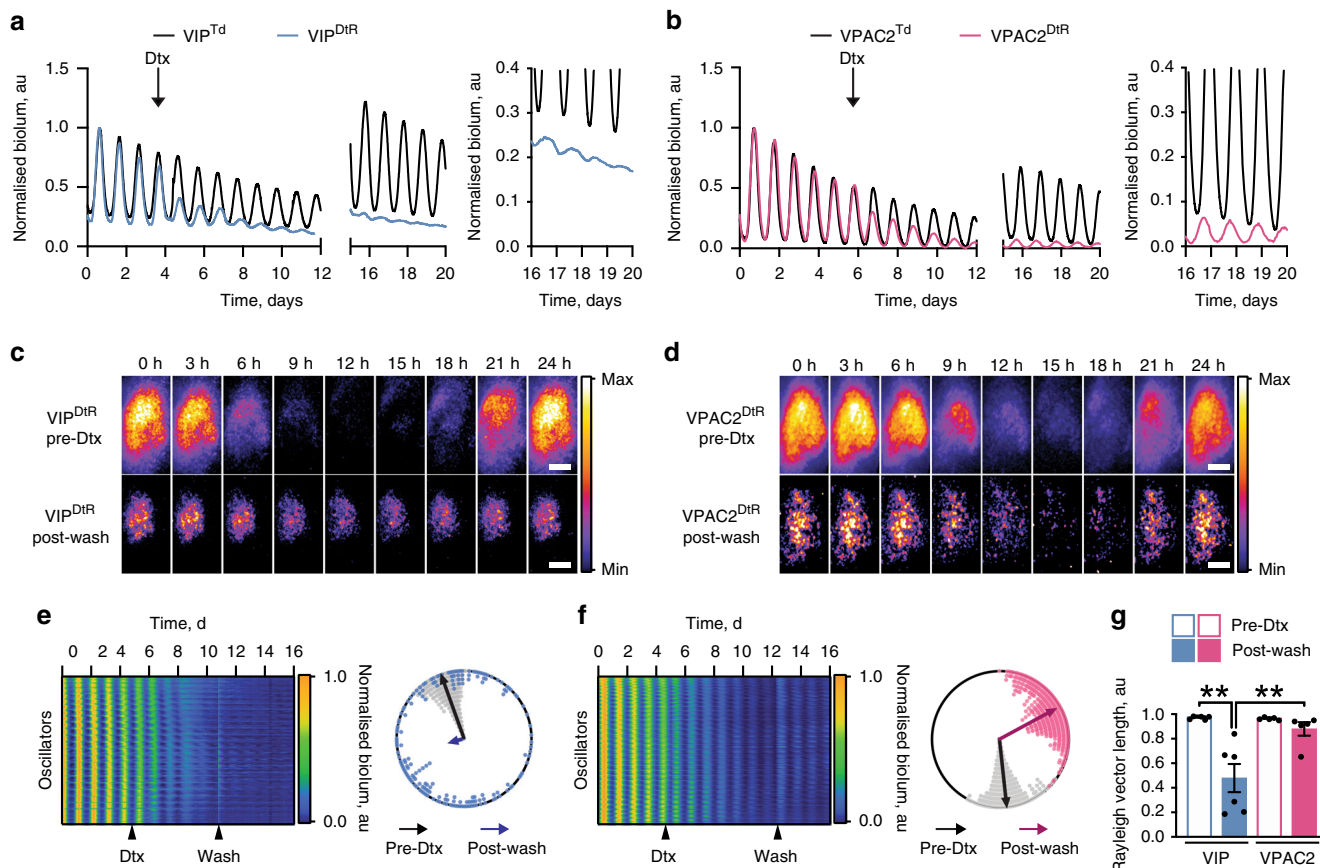 a
VIP^Td VIP^DtR
Dtx
Normalised biolum, au
1.5
1.0
0.5
0.0
0 2 4 6 8 10 12 15 16 18 20
Time, days
Normalised biolum, au
0.4
0.3
0.2
0.1
0.0
16 17 18 19 20
Time, days
b
VPAC2^Td VPAC2^DtR
Dtx
Normalised biolum, au
1.5
1.0
0.5
0.0
0 2 4 6 8 10 12 16 18 20
Time, days
Normalised biolum, au
0.4
0.3
0.2
0.1
0.0
16 17 18 19 20
Time, days
c
0 h 3 h 6 h 9 h 12 h 15 h 18 h 21 h 24 h
VIP^DtR
pre-Dtx
VIP^DtR
post-wash
Max
Min
d
0 h 3 h 6 h 9 h 12 h 15 h 18 h 21 h 24 h
VPAC2^DtR
pre-Dtx
VPAC2^DtR
post-wash
Max
Min
e
Time, d
0 2 4 6 8 10 12 14 16
Oscillators
Dtx Wash
1.0
0.0
Normalised biolum, au
Pre-Dtx Post-wash
f
Time, d
0 2 4 6 8 10 12 14 16
Oscillators
Dtx Wash
1.0
0.0
Normalised biolum, au
Pre-Dtx Post-wash
g
Pre-Dtx
Post-wash
** **
Rayleigh vector length, au
1.0
0.8
0.6
0.4
0.2
0.0
VIP VPAC2